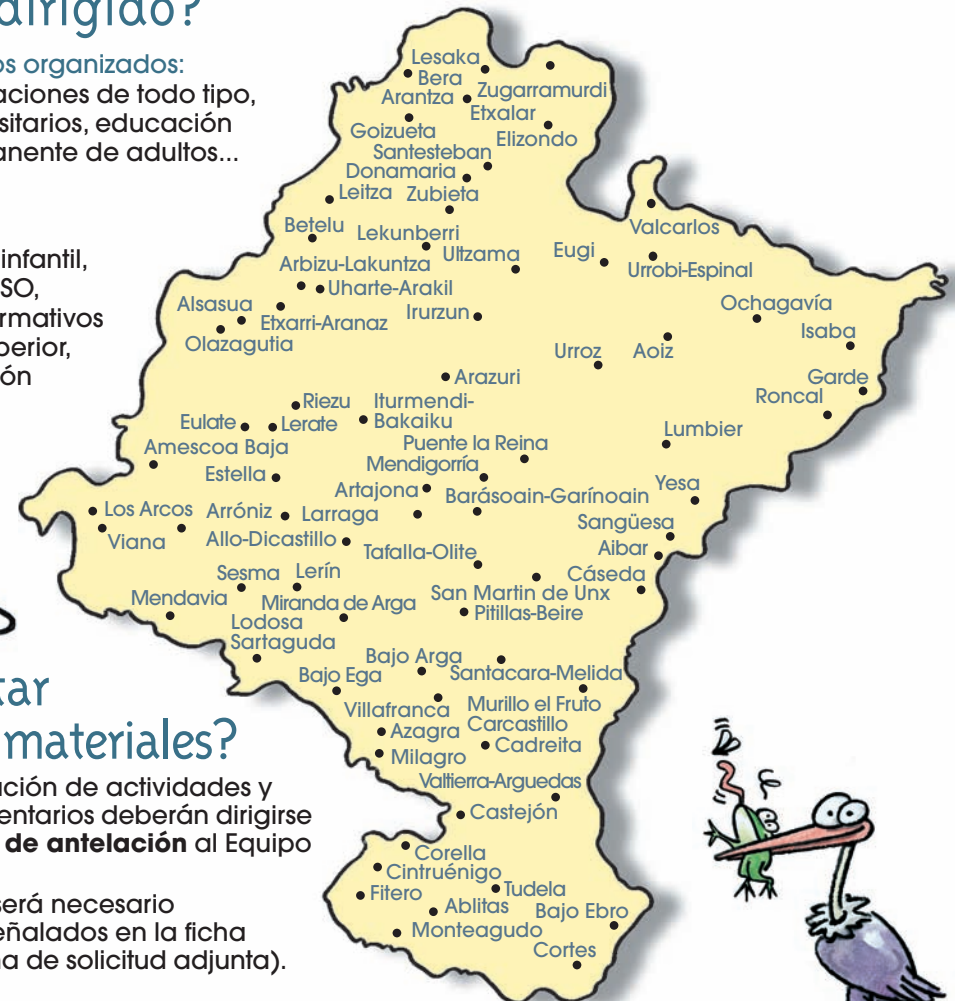 dirigido?
os organizados:
aciones de todo tipo,
sitarios, educación
anente de adultos...
infantil,
SO,
rmativos
perior,
ón
Lesaka
Bera
Zugarramurdi
Arantza
Etxalar
Goizueta
Elizondo
Santesteban
Donamaria
Leitza
Zubieta
Valcarlos
Betelu
Lekunberri
Ultzama
Eugi
Urrobi-Espinal
Arbizu-Lakuntza
Uharte-Arakil
Alsasua
Etxarri-Aranaz
Irurzun
Ochagavía
Olazagutia
Isaba
Urroz
Aoiz
Arazuri
Garde
Roncal
Riezu
Iturmendi-
Bakaiku
Eulate
Lerate
Lumbier
Amescoa Baja
Puente la Reina
Estella
Mendigorría
Artajona
Barásoain-Garínoain
Yesa
Los Arcos
Arróniz
Larraga
Sangüesa
Viana
Allo-Dicastillo
Tafalla-Olite
Aibar
Sesma
Lerín
Cáseda
Mendavia
Miranda de Arga
San Martin de Unx
Lodosa
Pitillas-Beire
Sartaguda
Bajo Arga
Bajo Ega
Santacara-Melida
Villafranca
Murillo el Fruto
Carcastillo
Azagra
Cadreita
Milagro
Valtierra-Arguedas
Castejón
Corella
Cintruénigo
Fitero
Tudela
Ablitas
Bajo Ebro
Monteagudo
Cortes
tar
materiales?
ación de actividades y
entarios deberán dirigirse
de antelación al Equipo
será necesario
eñalados en la ficha
na de solicitud adjunta).